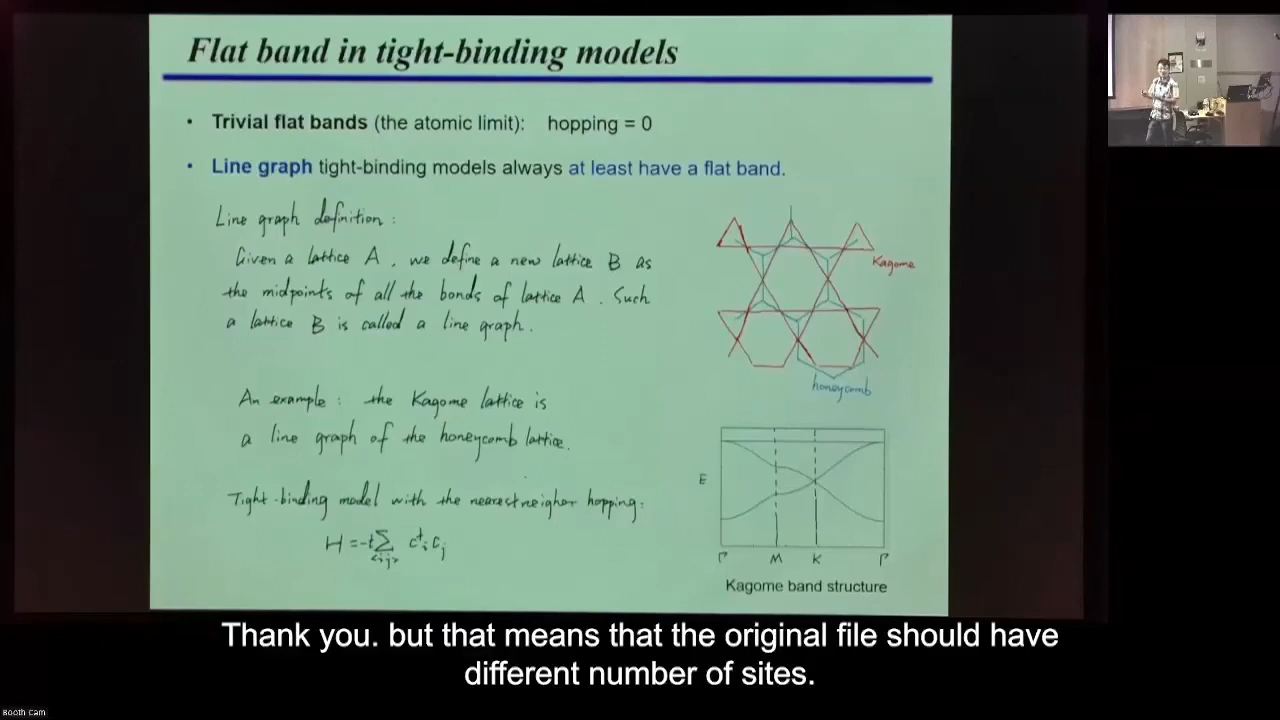 Flat band in tight-binding models
• Trivial flat bands (the atomic limit): hopping = 0
• Line graph tight-binding models always at least have a flat band.
Line graph definition:
Given a lattice A, we define a new lattice B as
the midpoints of all the bonds of lattice A. Such
a lattice B is called a line graph.
Kagome
honeycomb
An example: the Kagome lattice is
a line graph of the honeycomb lattice.
Tight-binding model with the nearest neigher hopping:
H = -t Σ c†i cj
<i,j>
E
Γ M K Γ
Kagome band structure
Thank you. but that means that the original file should have
different number of sites.
Booth Cam